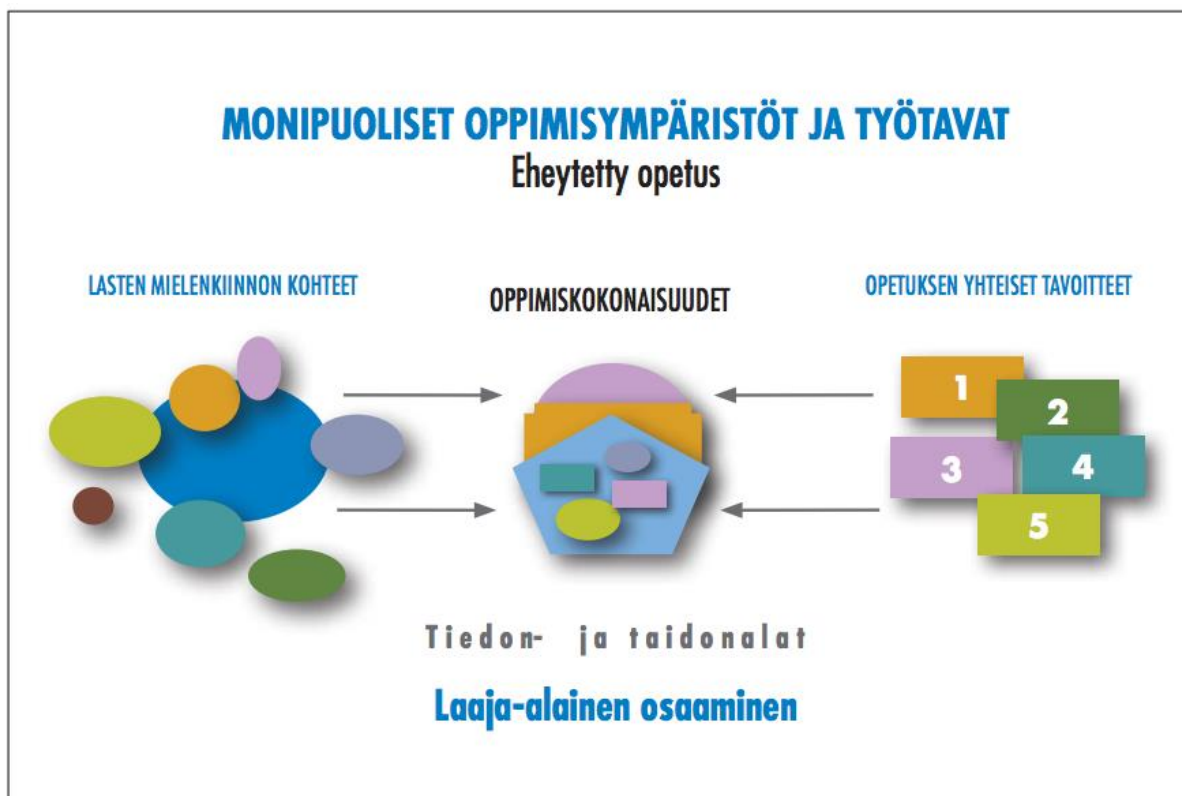 MONIPUOLISET OPPIMISYMPÄRISTÖT JA TYÖTAVAT
Eheytetty opetus
LASTEN MIELENKIINNON KOHTEET
OPPIMISKOKONAISUUDET
OPETUKSEN YHTEISET TAVOITTEET
1
2
3
4
5
Tiedon- ja taidonalat
Laaja-alainen osaaminen